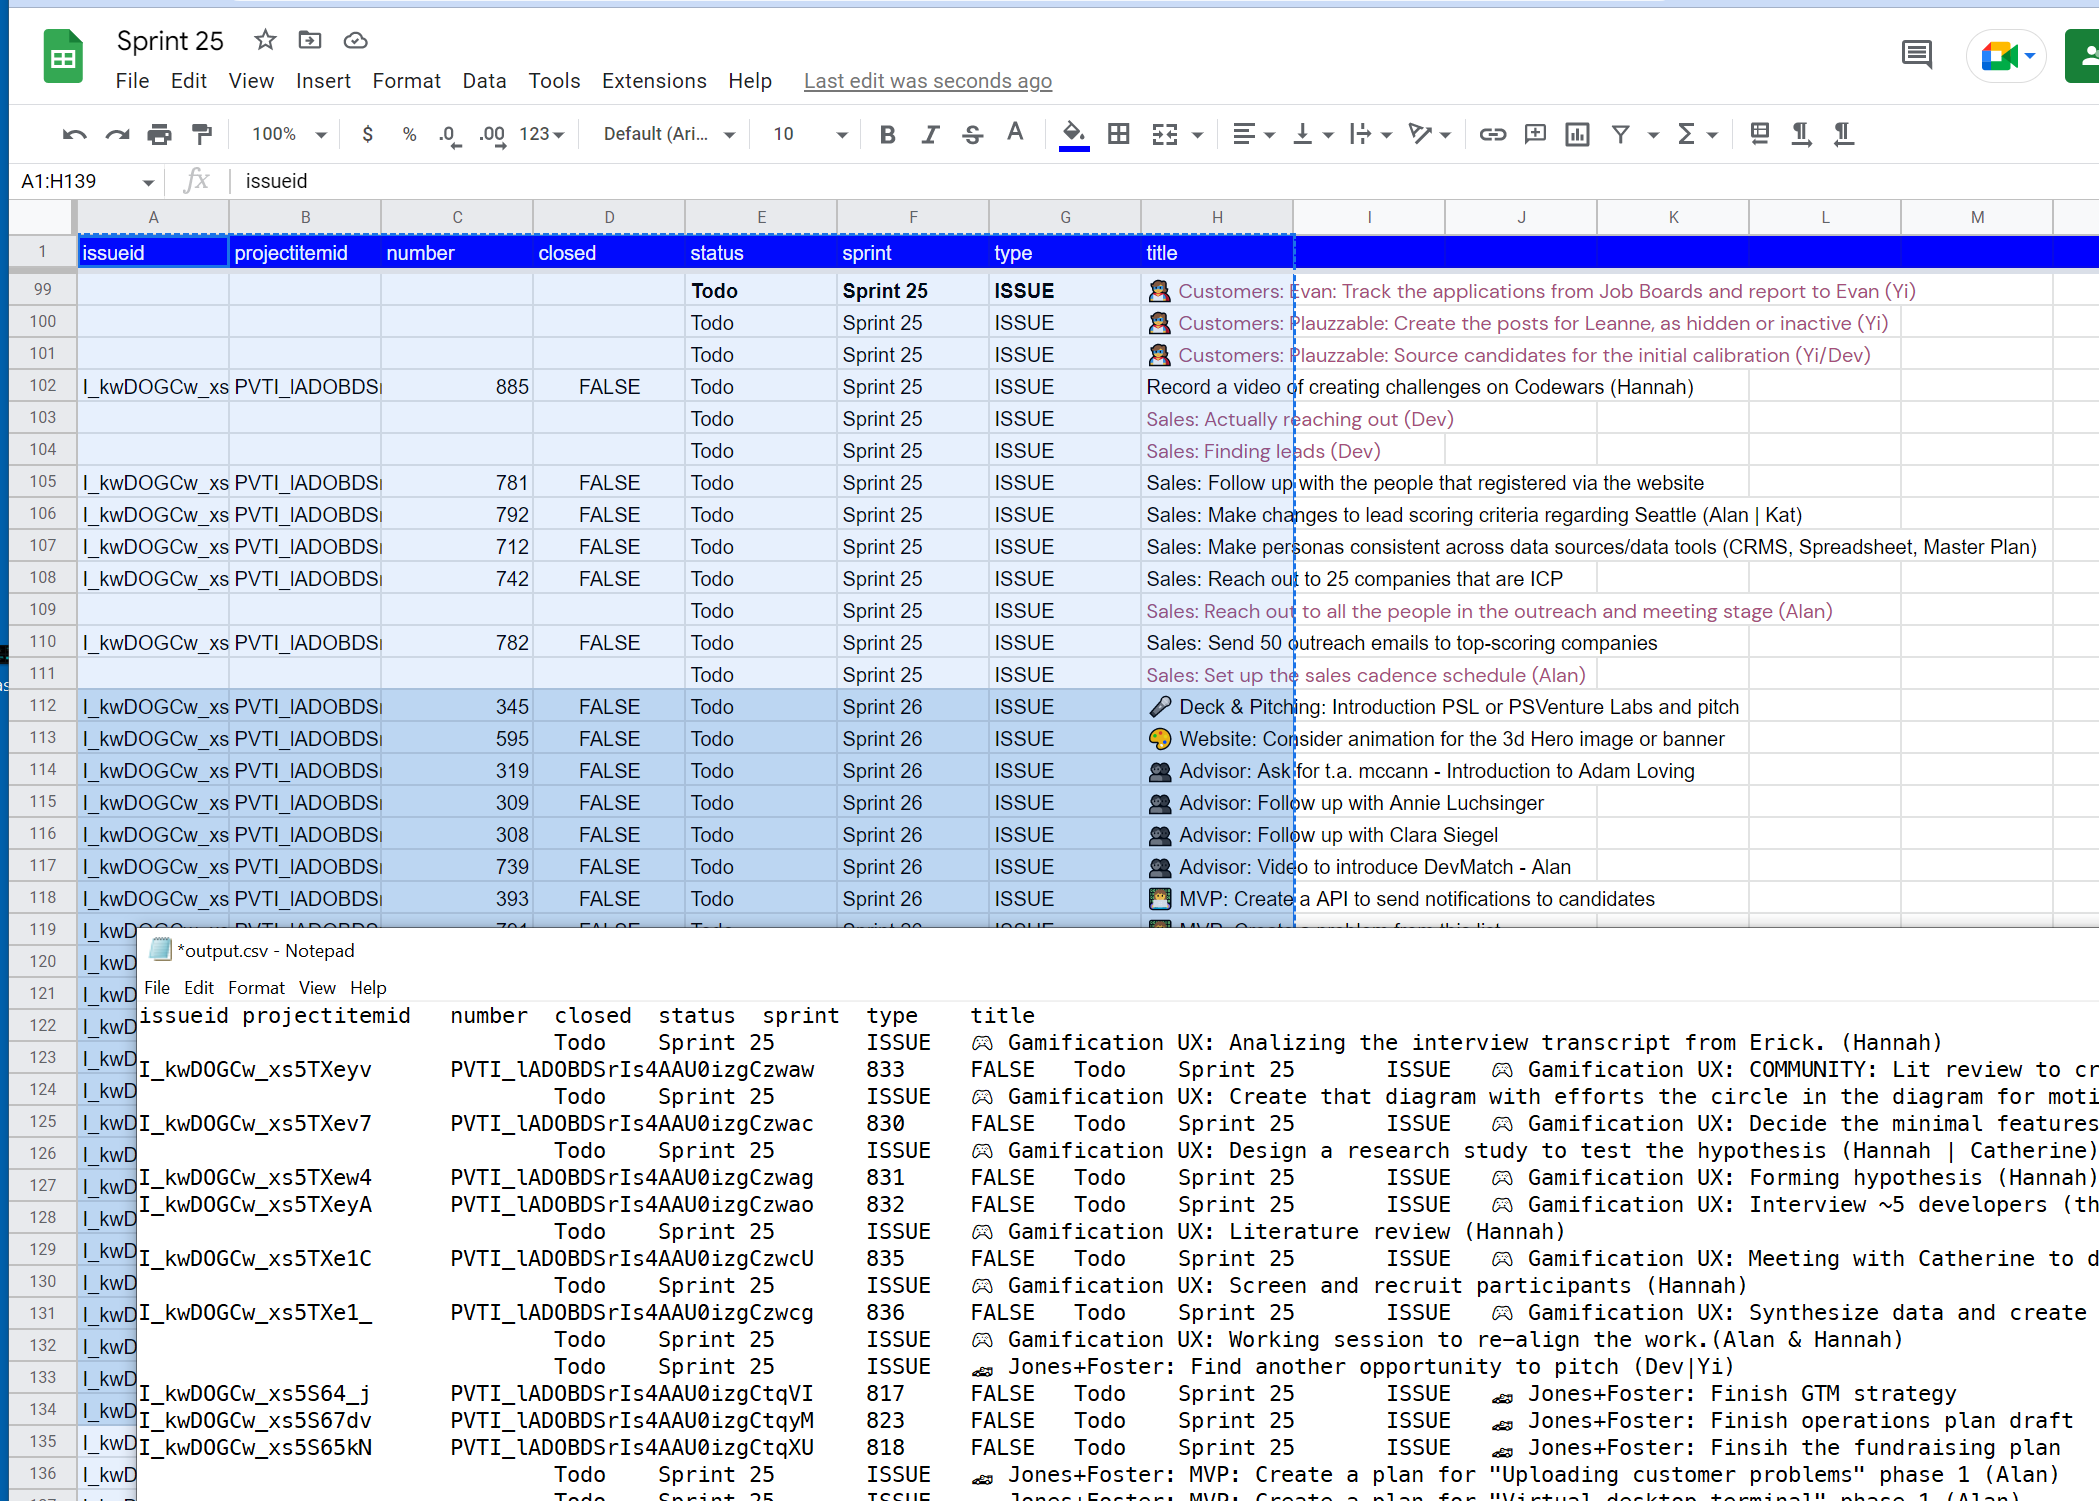 Sprint 25
File Edit View Insert Format Data Tools Extensions Help Last edit was seconds ago
100% $ % .0 .00 123 Default (Ari... 10 B I S A
A1:H139 fx issueid
A B C D E F G H I J K L M
1 issueid projectitemid number closed status sprint type title
99 Todo Sprint 25 ISSUE Customers: Evan: Track the applications from Job Boards and report to Evan (Yi)
100 Todo Sprint 25 ISSUE Customers: Plauzzable: Create the posts for Leanne, as hidden or inactive (Yi)
101 Todo Sprint 25 ISSUE Customers: Plauzzable: Source candidates for the initial calibration (Yi/Dev)
102 I_kwDOGCw_xs PVTI_lADOBDSr 885 FALSE Todo Sprint 25 ISSUE Record a video of creating challenges on Codewars (Hannah)
103 Todo Sprint 25 ISSUE Sales: Actually reaching out (Dev)
104 Todo Sprint 25 ISSUE Sales: Finding leads (Dev)
105 I_kwDOGCw_xs PVTI_lADOBDSr 781 FALSE Todo Sprint 25 ISSUE Sales: Follow up with the people that registered via the website
106 I_kwDOGCw_xs PVTI_lADOBDSr 792 FALSE Todo Sprint 25 ISSUE Sales: Make changes to lead scoring criteria regarding Seattle (Alan | Kat)
107 I_kwDOGCw_xs PVTI_lADOBDSr 712 FALSE Todo Sprint 25 ISSUE Sales: Make personas consistent across data sources/data tools (CRMS, Spreadsheet, Master Plan)
108 I_kwDOGCw_xs PVTI_lADOBDSr 742 FALSE Todo Sprint 25 ISSUE Sales: Reach out to 25 companies that are ICP
109 Todo Sprint 25 ISSUE Sales: Reach out to all the people in the outreach and meeting stage (Alan)
110 I_kwDOGCw_xs PVTI_lADOBDSr 782 FALSE Todo Sprint 25 ISSUE Sales: Send 50 outreach emails to top-scoring companies
111 Todo Sprint 25 ISSUE Sales: Set up the sales cadence schedule (Alan)
112 I_kwDOGCw_xs PVTI_lADOBDSr 345 FALSE Todo Sprint 26 ISSUE Deck & Pitching: Introduction PSL or PSVenture Labs and pitch
113 I_kwDOGCw_xs PVTI_lADOBDSr 595 FALSE Todo Sprint 26 ISSUE Website: Consider animation for the 3d Hero image or banner
114 I_kwDOGCw_xs PVTI_lADOBDSr 319 FALSE Todo Sprint 26 ISSUE Advisor: Ask for t.a. mccann - Introduction to Adam Loving
115 I_kwDOGCw_xs PVTI_lADOBDSr 309 FALSE Todo Sprint 26 ISSUE Advisor: Follow up with Annie Luchsinger
116 I_kwDOGCw_xs PVTI_lADOBDSr 308 FALSE Todo Sprint 26 ISSUE Advisor: Follow up with Clara Siegel
117 I_kwDOGCw_xs PVTI_lADOBDSr 739 FALSE Todo Sprint 26 ISSUE Advisor: Video to introduce DevMatch - Alan
118 I_kwDOGCw_xs PVTI_lADOBDSr 393 FALSE Todo Sprint 26 ISSUE MVP: Create a API to send notifications to candidates
119 I_kwD
120 I_kwD *output.csv - Notepad
121 I_kwD File Edit Format View Help
122 I_kwD issueid projectitemid number closed status sprint type title
123 I_kwD Todo Sprint 25 ISSUE 🎮 Gamification UX: Analizing the interview transcript from Erick. (Hannah)
I_kwDOGCw_xs5TXeyv PVTI_lADOBDSrIs4AAU0izgCzwaw 833 FALSE Todo Sprint 25 ISSUE 🎮 Gamification UX: COMMUNITY: Lit review to cr
124 I_kwD Todo Sprint 25 ISSUE 🎮 Gamification UX: Create that diagram with efforts the circle in the diagram for moti
125 I_kwDOGCw_xs5TXev7 PVTI_lADOBDSrIs4AAU0izgCzwac 830 FALSE Todo Sprint 25 ISSUE 🎮 Gamification UX: Decide the minimal features
126 I_kwD Todo Sprint 25 ISSUE 🎮 Gamification UX: Design a research study to test the hypothesis (Hannah | Catherine)
127 I_kwDOGCw_xs5TXew4 PVTI_lADOBDSrIs4AAU0izgCzwag 831 FALSE Todo Sprint 25 ISSUE 🎮 Gamification UX: Forming hypothesis (Hannah)
128 I_kwDOGCw_xs5TXeyA PVTI_lADOBDSrIs4AAU0izgCzwao 832 FALSE Todo Sprint 25 ISSUE 🎮 Gamification UX: Interview ~5 developers (th
129 I_kwD Todo Sprint 25 ISSUE 🎮 Gamification UX: Literature review (Hannah)
I_kwDOGCw_xs5TXe1C PVTI_lADOBDSrIs4AAU0izgCzwcU 835 FALSE Todo Sprint 25 ISSUE 🎮 Gamification UX: Meeting with Catherine to d
130 I_kwD Todo Sprint 25 ISSUE 🎮 Gamification UX: Screen and recruit participants (Hannah)
131 I_kwDOGCw_xs5TXe1_ PVTI_lADOBDSrIs4AAU0izgCzwcg 836 FALSE Todo Sprint 25 ISSUE 🎮 Gamification UX: Synthesize data and create
132 I_kwD Todo Sprint 25 ISSUE 🎮 Gamification UX: Working session to re-align the work.(Alan & Hannah)
133 I_kwD Todo Sprint 25 ISSUE Jones+Foster: Find another opportunity to pitch (Dev|Yi)
I_kwDOGCw_xs5S64_j PVTI_lADOBDSrIs4AAU0izgCtqVI 817 FALSE Todo Sprint 25 ISSUE Jones+Foster: Finish GTM strategy
134 I_kwDOGCw_xs5S67dv PVTI_lADOBDSrIs4AAU0izgCtqyM 823 FALSE Todo Sprint 25 ISSUE Jones+Foster: Finish operations plan draft
135 I_kwDOGCw_xs5S65kN PVTI_lADOBDSrIs4AAU0izgCtqXU 818 FALSE Todo Sprint 25 ISSUE Jones+Foster: Finsih the fundraising plan
136 I_kwD Todo Sprint 25 ISSUE Jones+Foster: MVP: Create a plan for "Uploading customer problems" phase 1 (Alan)